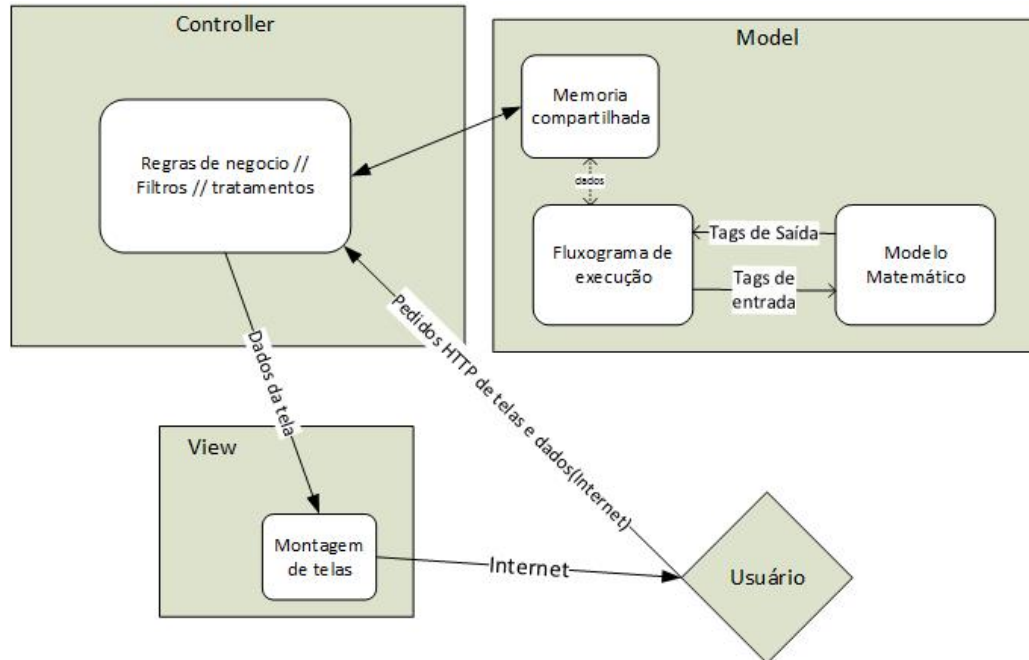 Controller
Regras de negocio //
Filtros // tratamentos
Model
Memoria
compartilhada
dados
Fluxograma de
execução
Tags de Saída
Tags de
entrada
Modelo
Matemático
Dados da tela
Pedidos HTTP de telas e dados(Internet)
View
Montagem
de telas
Internet
Usuário